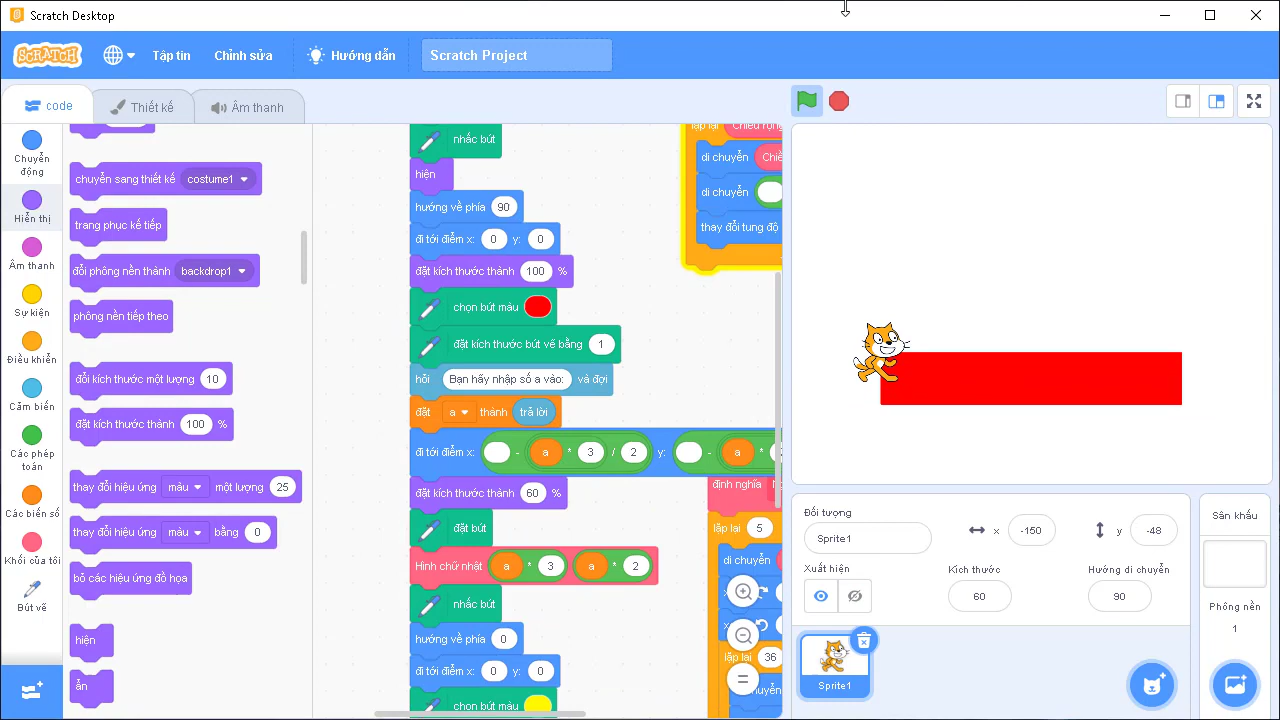 Scratch Desktop
SCRATCH
Tập tin
Chỉnh sửa
Hướng dẫn
Scratch Project
code
Thiết kế
Âm thanh
Chuyển động
Hiển thị
Âm thanh
Sự kiện
Điều khiển
Cảm biến
Các phép toán
Các biến số
Khối của tôi
Bút vẽ
chuyển sang thiết kế costume1
trang phục kế tiếp
đổi phông nền thành backdrop1
phông nền tiếp theo
đổi kích thước một lượng 10
đặt kích thước thành 100 %
thay đổi hiệu ứng màu một lượng 25
thay đổi hiệu ứng màu bằng 0
bỏ các hiệu ứng đồ họa
hiện
ẩn
nhấc bút
hiện
hướng về phía 90
đi tới điểm x: 0 y: 0
đặt kích thước thành 100 %
chọn bút màu
đặt kích thước bút vẽ bằng 1
hỏi Bạn hãy nhập số a vào: và đợi
đặt a thành trả lời
đi tới điểm x: - a * 3 / 2 y: - a *
đặt kích thước thành 60 %
đặt bút
Hình chữ nhật a * 3 a * 2
nhấc bút
hướng về phía 0
đi tới điểm x: 0 y: 0
chọn bút màu
lặp lại Chiều rộng
di chuyển
di chuyển
thay đổi tung độ
định nghĩa
lặp lại 5
di chuyển
lặp lại 36
Đối tượng
Sprite1
x -150
y -48
Xuất hiện
Kích thước
60
Hướng di chuyển
90
Sprite1
Sân khấu
Phông nền
1